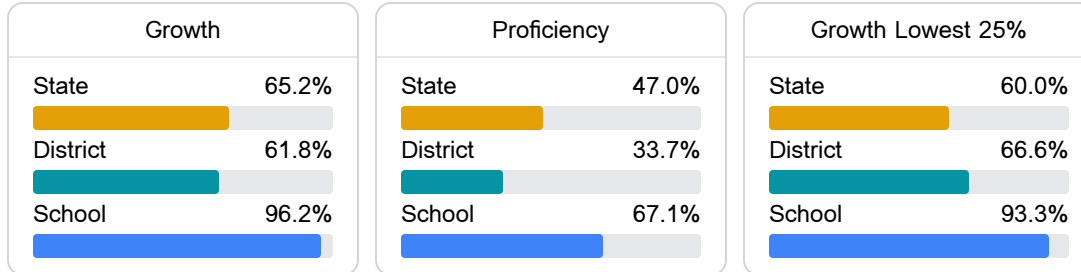 Growth
State 65.2%
District 61.8%
School 96.2%
Proficiency
State 47.0%
District 33.7%
School 67.1%
Growth Lowest 25%
State 60.0%
District 66.6%
School 93.3%